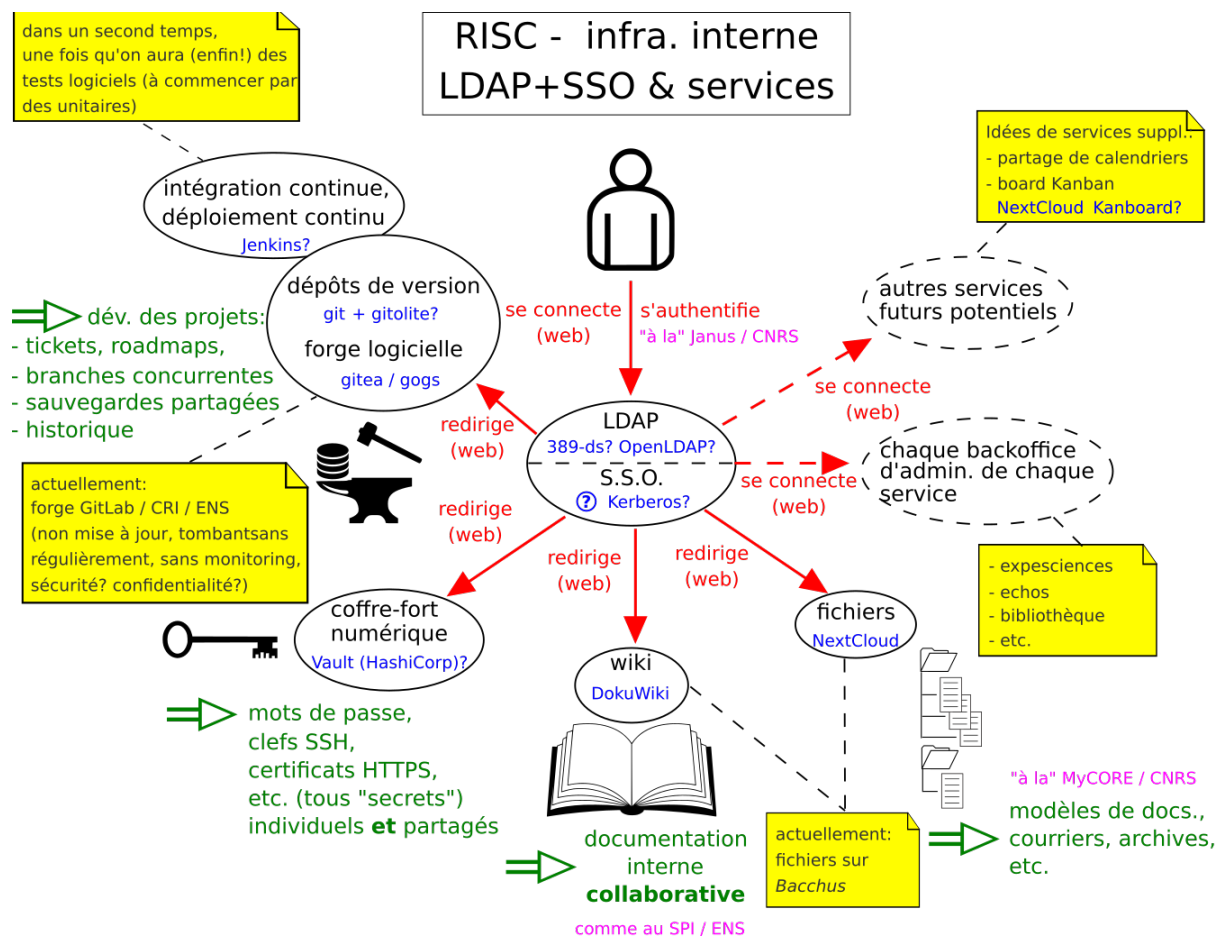 dans un second temps,
une fois qu'on aura (enfin!) des
tests logiciels (à commencer par
des unitaires)
RISC - infra. interne
LDAP+SSO & services
Idées de services suppl..
- partage de calendriers
- board Kanban
NextCloud Kanboard?
intégration continue,
déploiement continu
Jenkins?
dépôts de version
git + gitolite?
forge logicielle
gitea / gogs
dév. des projets:
- tickets, roadmaps,
- branches concurrentes
- sauvegardes partagées
- historique
se connecte
(web)
s'authentifie
"à la" Janus / CNRS
autres services
futurs potentiels
se connecte
(web)
redirige
(web)
LDAP
389-ds? OpenLDAP?
S.S.O.
? Kerberos?
se connecte
(web)
chaque backoffice
d'admin. de chaque
service
actuellement:
forge GitLab / CRI / ENS
(non mise à jour, tombantsans
régulièrement, sans monitoring,
sécurité? confidentialité?)
redirige
(web)
redirige
(web)
redirige
(web)
- expesciences
- echos
- bibliothèque
- etc.
coffre-fort
numérique
Vault (HashiCorp)?
wiki
DokuWiki
fichiers
NextCloud
mots de passe,
clefs SSH,
certificats HTTPS,
etc. (tous "secrets")
individuels et partagés
documentation
interne
collaborative
comme au SPI / ENS
actuellement:
fichiers sur
Bacchus
"à la" MyCORE / CNRS
modèles de docs.,
courriers, archives,
etc.